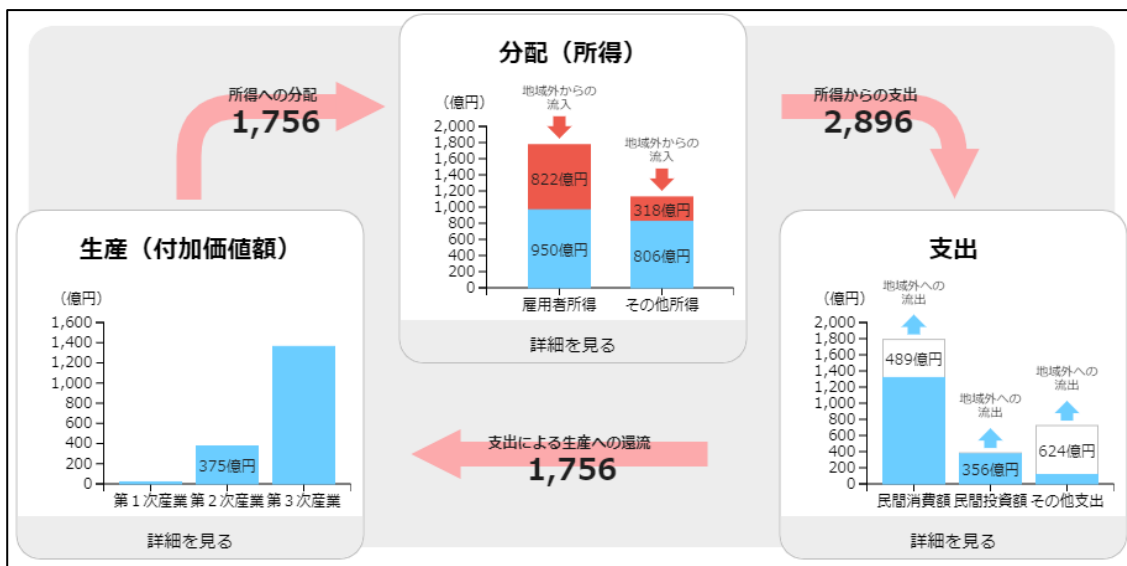 分配（所得）
所得への分配
1,756
（億円）
地域外からの
流入
地域外からの
流入
2,000
1,800
1,600
1,400
1,200
1,000
800
600
400
200
0
822億円
950億円
318億円
806億円
雇用者所得
その他所得
詳細を見る
所得からの支出
2,896
生産（付加価値額）
（億円）
1,600
1,400
1,200
1,000
800
600
400
200
0
375億円
第１次産業
第２次産業
第３次産業
詳細を見る
支出による生産への還流
1,756
支出
（億円）
地域外への
流出
地域外への
流出
地域外への
流出
2,000
1,800
1,600
1,400
1,200
1,000
800
600
400
200
0
489億円
356億円
624億円
民間消費額
民間投資額
その他支出
詳細を見る